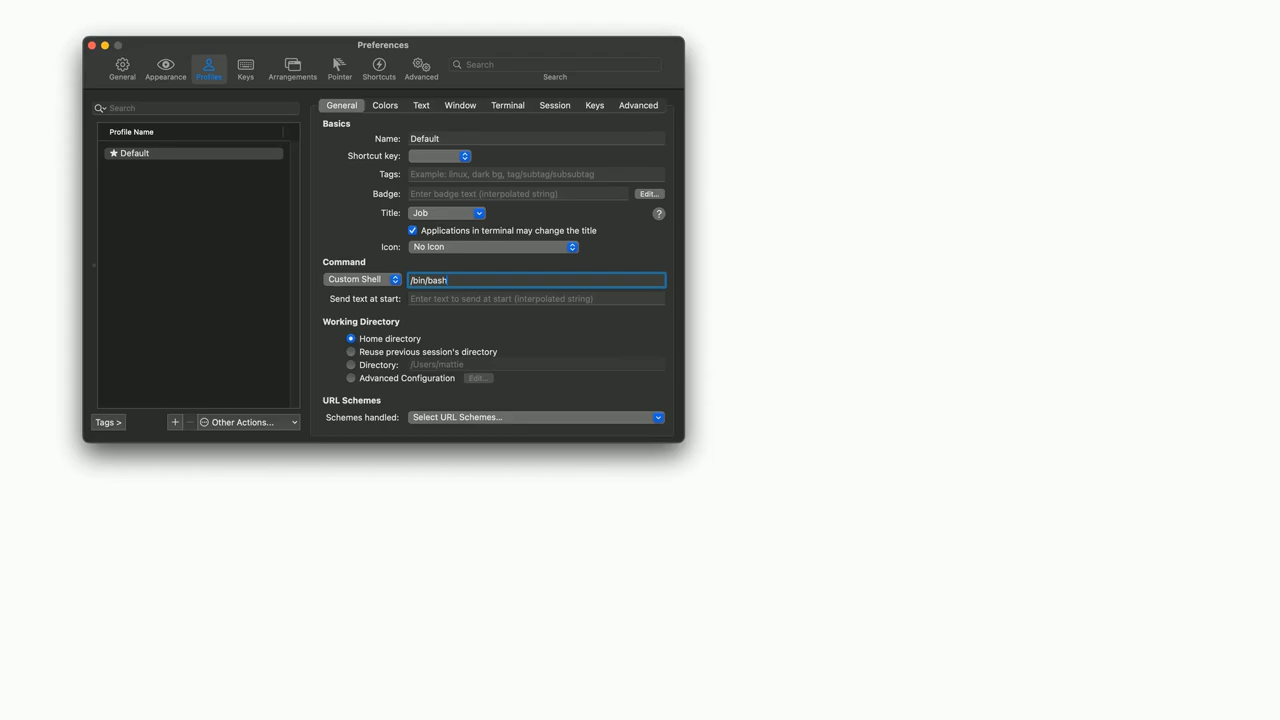 Preferences
General Appearance Profiles Keys Arrangements Pointer Shortcuts Advanced Search
Search
Search
Profile Name
Default
General Colors Text Window Terminal Session Keys Advanced
Basics
Name: Default
Shortcut key:
Tags: Example: linux, dark bg, tag/subtag/subsubtag
Badge: Enter badge text (interpolated string) Edit...
Title: Job ?
Applications in terminal may change the title
Icon: No Icon
Command
Custom Shell /bin/bash
Send text at start: Enter text to send at start (interpolated string)
Working Directory
Home directory
Reuse previous session's directory
Directory: /Users/mattie
Advanced Configuration Edit...
URL Schemes
Schemes handled: Select URL Schemes...
Tags > + − Other Actions...